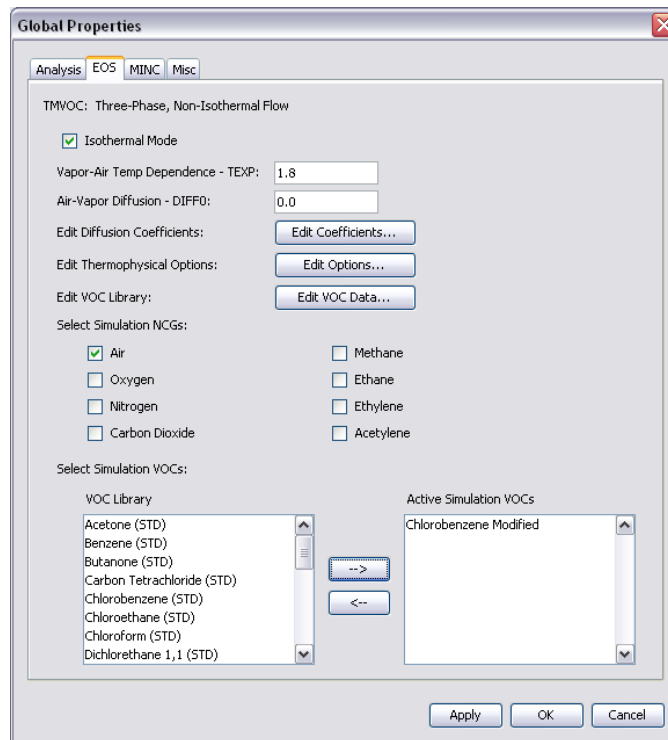 Global Properties
Analysis EOS MINC Misc
TMVOC: Three-Phase, Non-Isothermal Flow
Isothermal Mode
Vapor-Air Temp Dependence - TEXP: 1.8
Air-Vapor Diffusion - DIFF0: 0.0
Edit Diffusion Coefficients: Edit Coefficients...
Edit Thermophysical Options: Edit Options...
Edit VOC Library: Edit VOC Data...
Select Simulation NCGs:
Air Methane
Oxygen Ethane
Nitrogen Ethylene
Carbon Dioxide Acetylene
Select Simulation VOCs:
VOC Library Active Simulation VOCs
Acetone (STD) Chlorobenzene Modified
Benzene (STD)
Butanone (STD)
Carbon Tetrachloride (STD)
-->
Chlorobenzene (STD)
Chloroethane (STD)
<--
Chloroform (STD)
Dichlorethane 1,1 (STD)
Apply OK Cancel